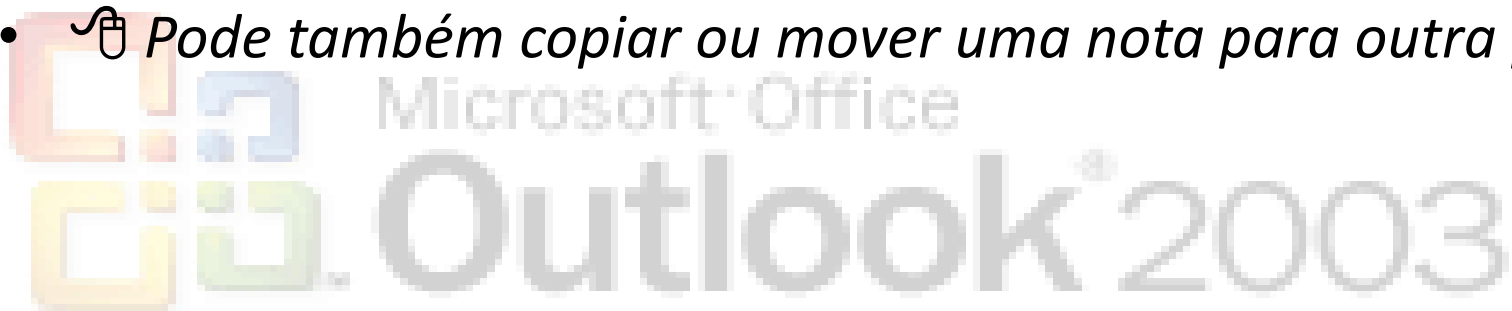 • 🖰 Pode também copiar ou mover uma nota para outra
Microsoft® Office
Outlook® 2003